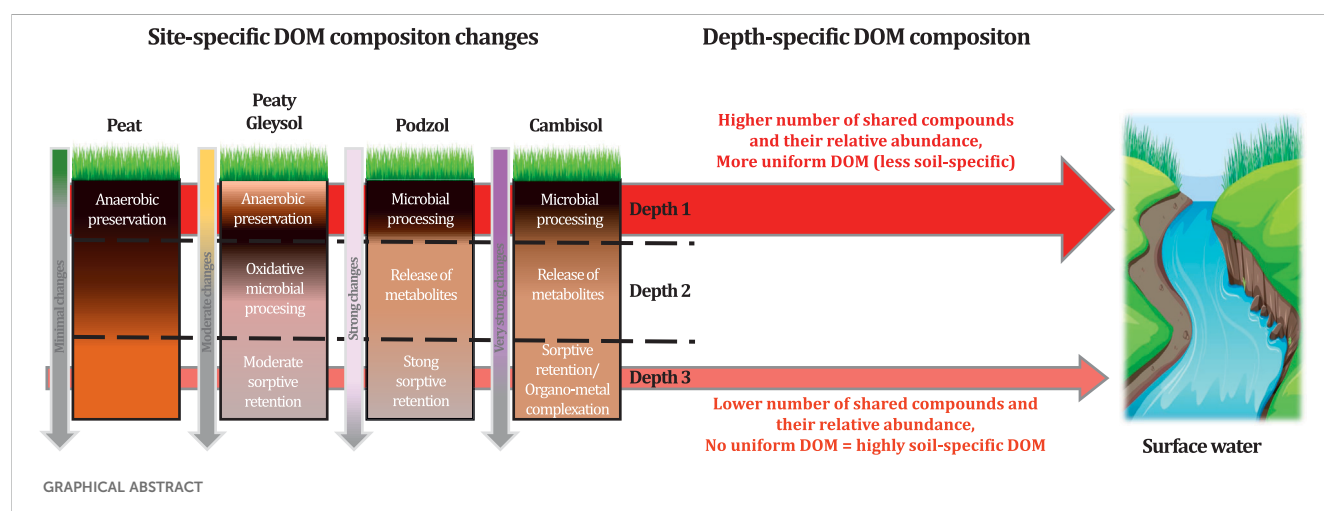 Site-specific DOM compositon changes
Depth-specific DOM compositon
Peat
Peaty
Gleysol
Podzol
Cambisol
Minimal changes
Anaerobic
preservation
Moderate changes
Anaerobic
preservation
Oxidative
microbial
procesing
Moderate
sorptive
retention
Strong changes
Microbial
processing
Release of
metabolites
Stong
sorptive
retention
Very strong changes
Microbial
processing
Release of
metabolites
Sorptive
retention/
Organo-metal
complexation
Depth 1
Depth 2
Depth 3
Higher number of shared compounds
and their relative abundance,
More uniform DOM (less soil-specific)
Lower number of shared compounds and
their relative abundance,
No uniform DOM = highly soil-specific DOM
Surface water
GRAPHICAL ABSTRACT